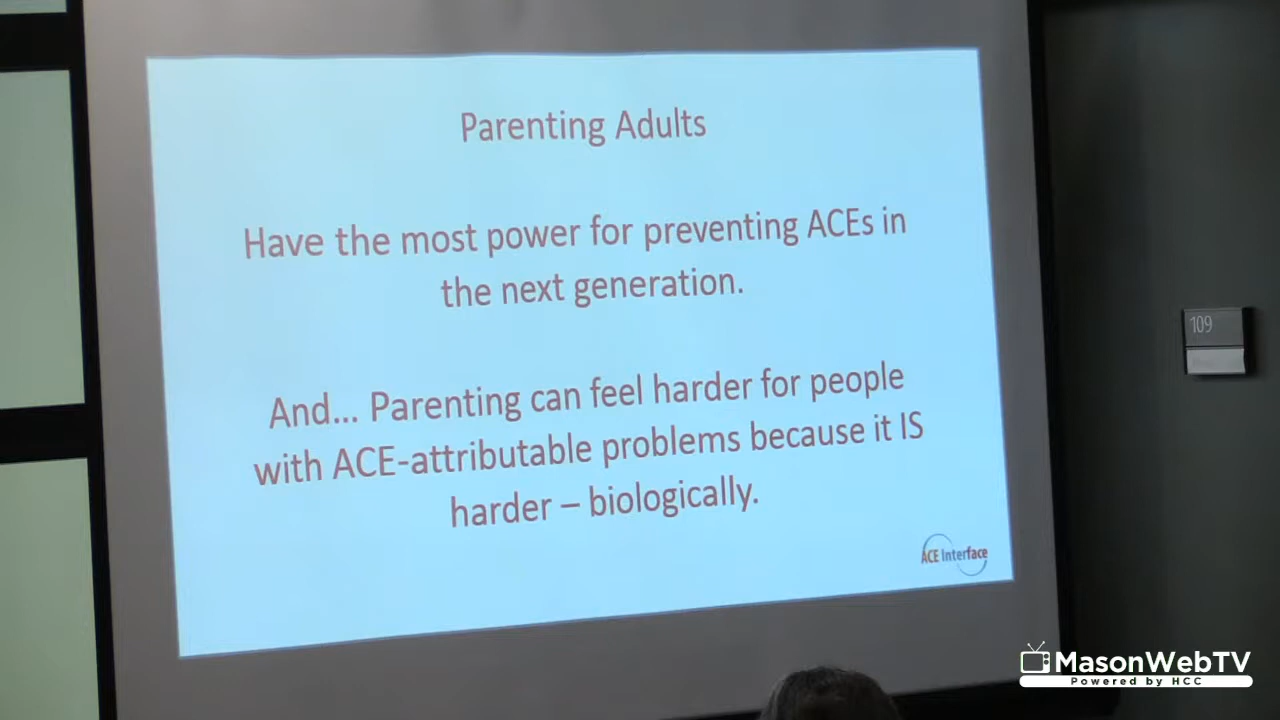 Parenting Adults
Have the most power for preventing ACEs in
the next generation.
And... Parenting can feel harder for people
with ACE-attributable problems because it IS
harder – biologically.
ACE Interface
109
MasonWebTV
Powered by HCC